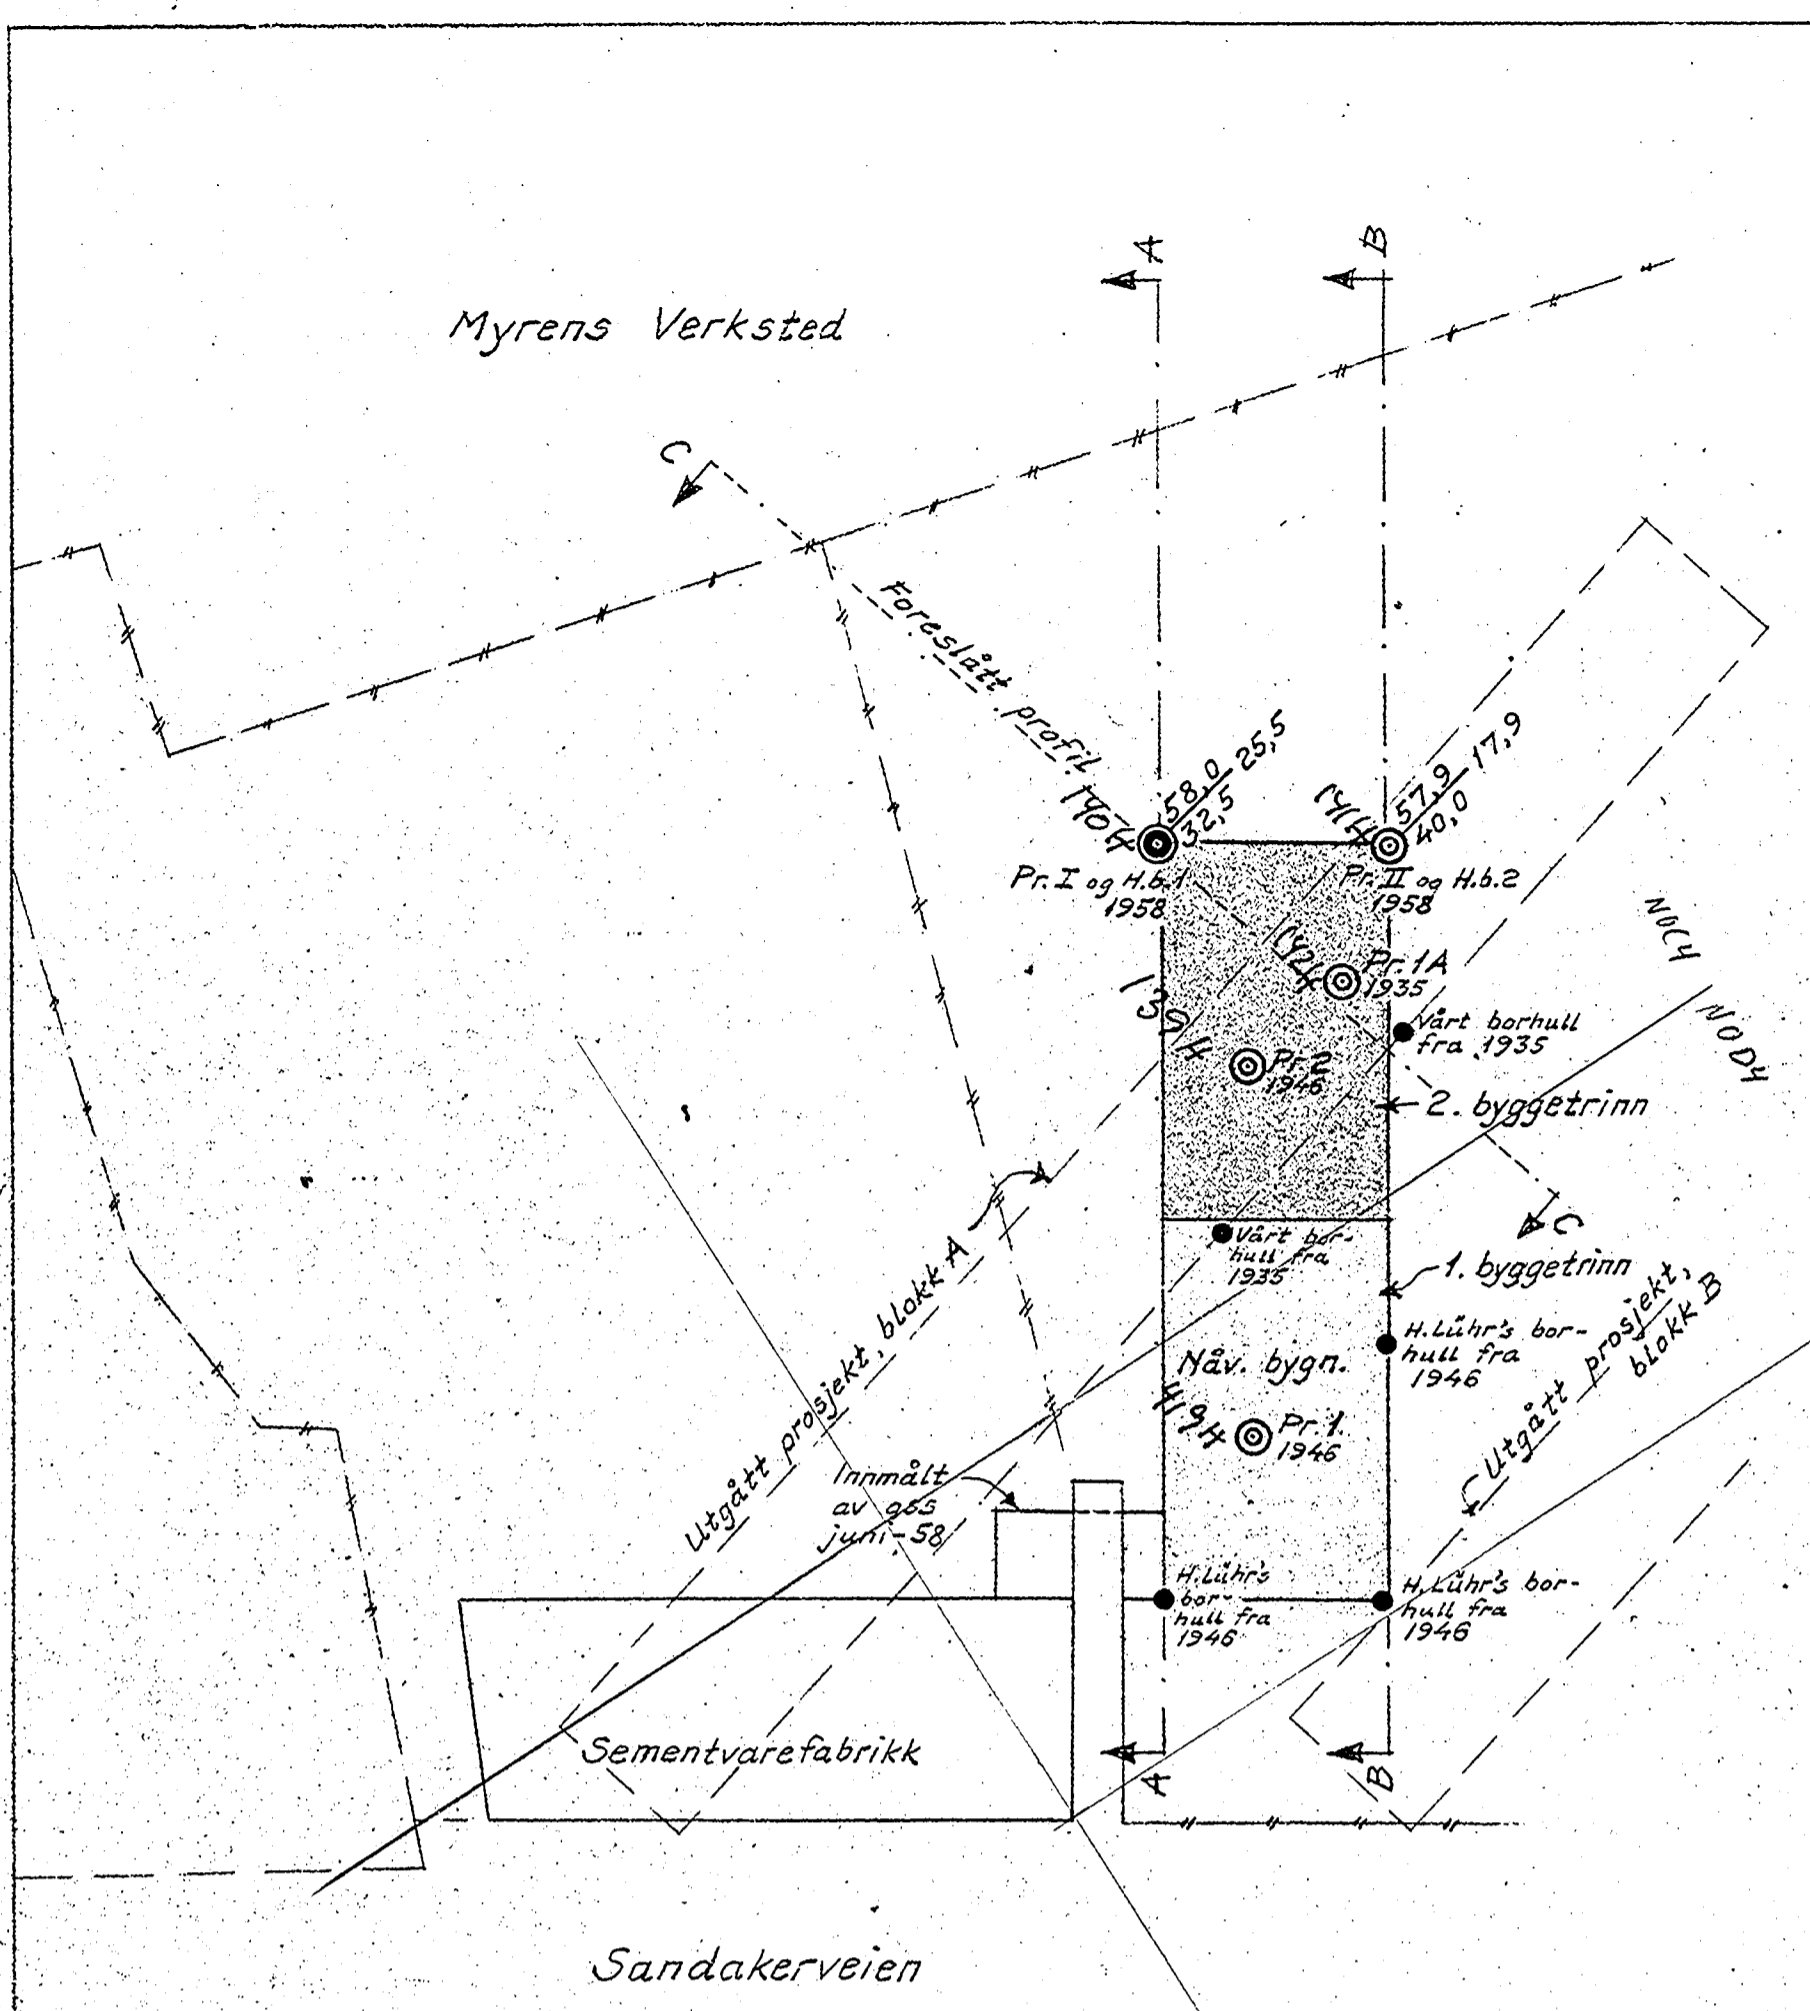 A
B
Myrens Verksted
C
Foreslått profil
58,0
25,5
32,5
57,9
17,9
40,0
Pr. I og H.b.1
1958
Pr. II og H.b.2
1958
Pr. 1A
1935
NOC4
NOD4
Vårt borhull
fra 1935
Pr. 2
1946
2. byggetrinn
C
Vårt bor-
hull fra
1935
1. byggetrinn
Utgått prosjekt, blokk A
H.Lühr's bor-
hull fra
1946
Utgått prosjekt,
blokk B
Nåv. bygn.
Pr. 1
1946
Innmålt
av oss
juni-58
H.Lühr's
bor-
hull fra
1946
H.Lühr's bor-
hull fra
1946
Sementvarefabrikk
A
B
Sandakerveien